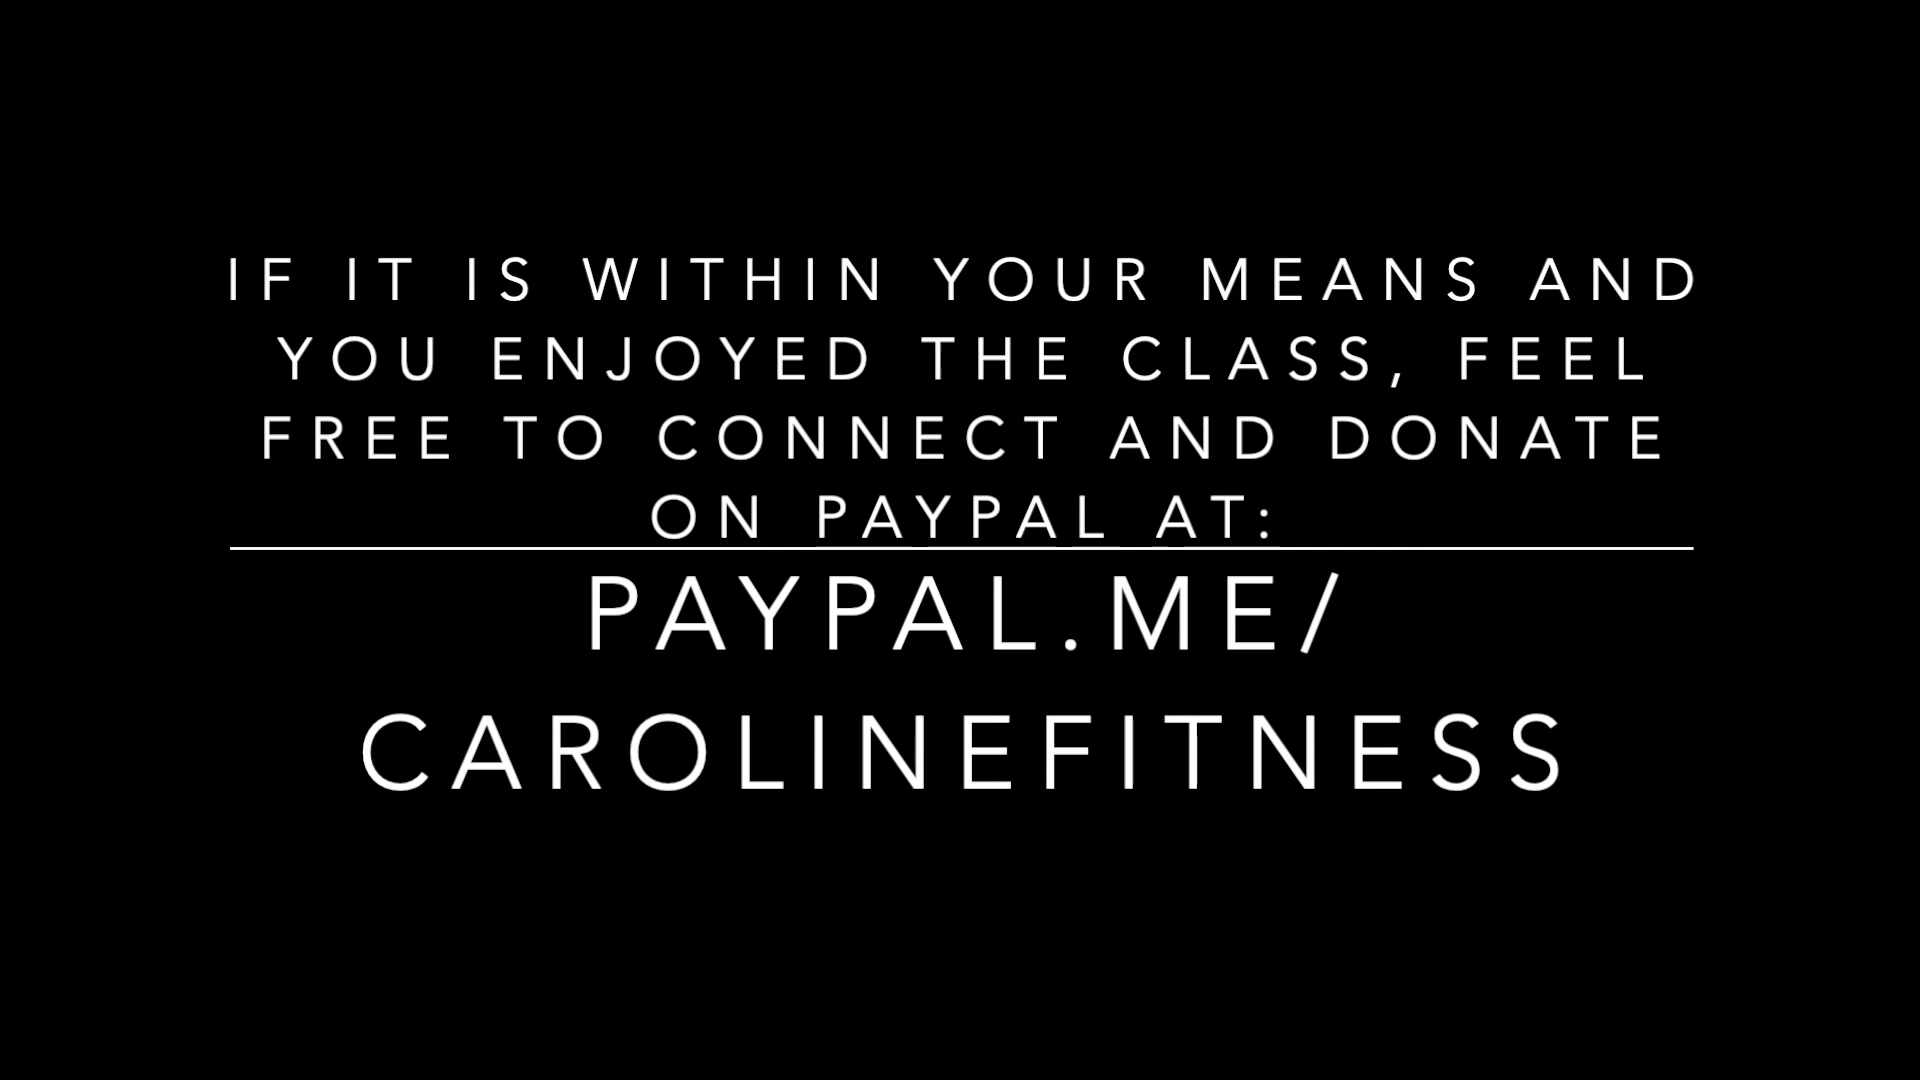 IF IT IS WITHIN YOUR MEANS AND
YOU ENJOYED THE CLASS, FEEL
FREE TO CONNECT AND DONATE
ON PAYPAL AT:
PAYPAL.ME/
CAROLINEFITNESS